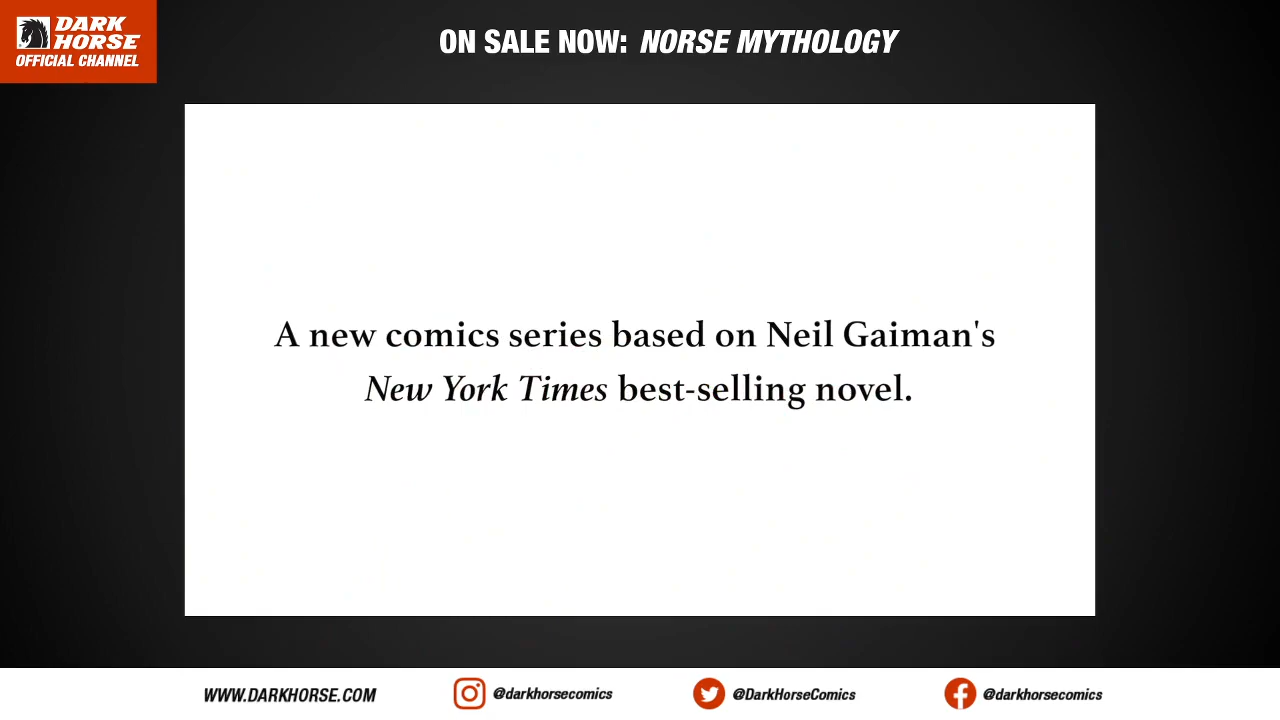 DARK
HORSE
OFFICIAL CHANNEL
ON SALE NOW: NORSE MYTHOLOGY
A new comics series based on Neil Gaiman's
New York Times best-selling novel.
WWW.DARKHORSE.COM @darkhorsecomics @DarkHorseComics @darkhorsecomics